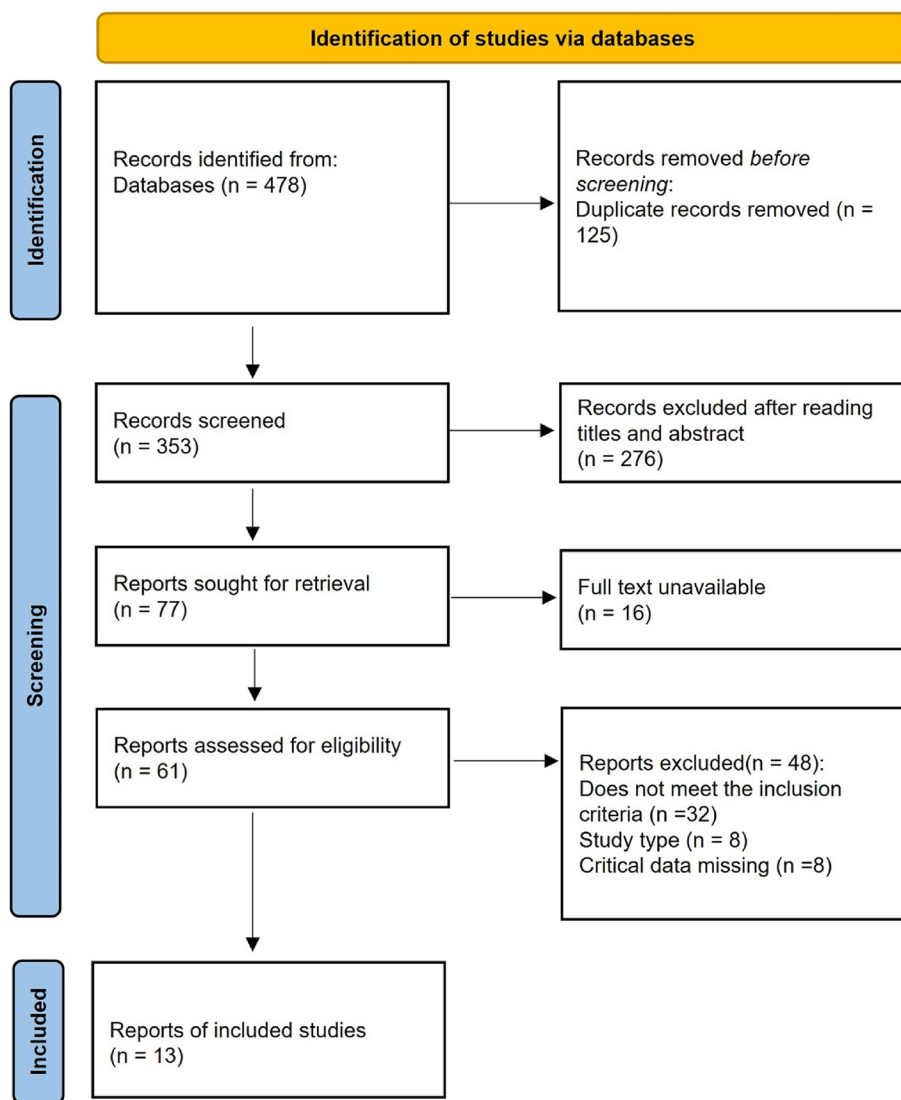 Identification of studies via databases
Identification
Records identified from:
Databases (n = 478)
Records removed before
screening:
Duplicate records removed (n =
125)
Screening
Records screened
(n = 353)
Records excluded after reading
titles and abstract
(n = 276)
Reports sought for retrieval
(n = 77)
Full text unavailable
(n = 16)
Reports assessed for eligibility
(n = 61)
Reports excluded(n = 48):
Does not meet the inclusion
criteria (n =32)
Study type (n = 8)
Critical data missing (n =8)
Included
Reports of included studies
(n = 13)